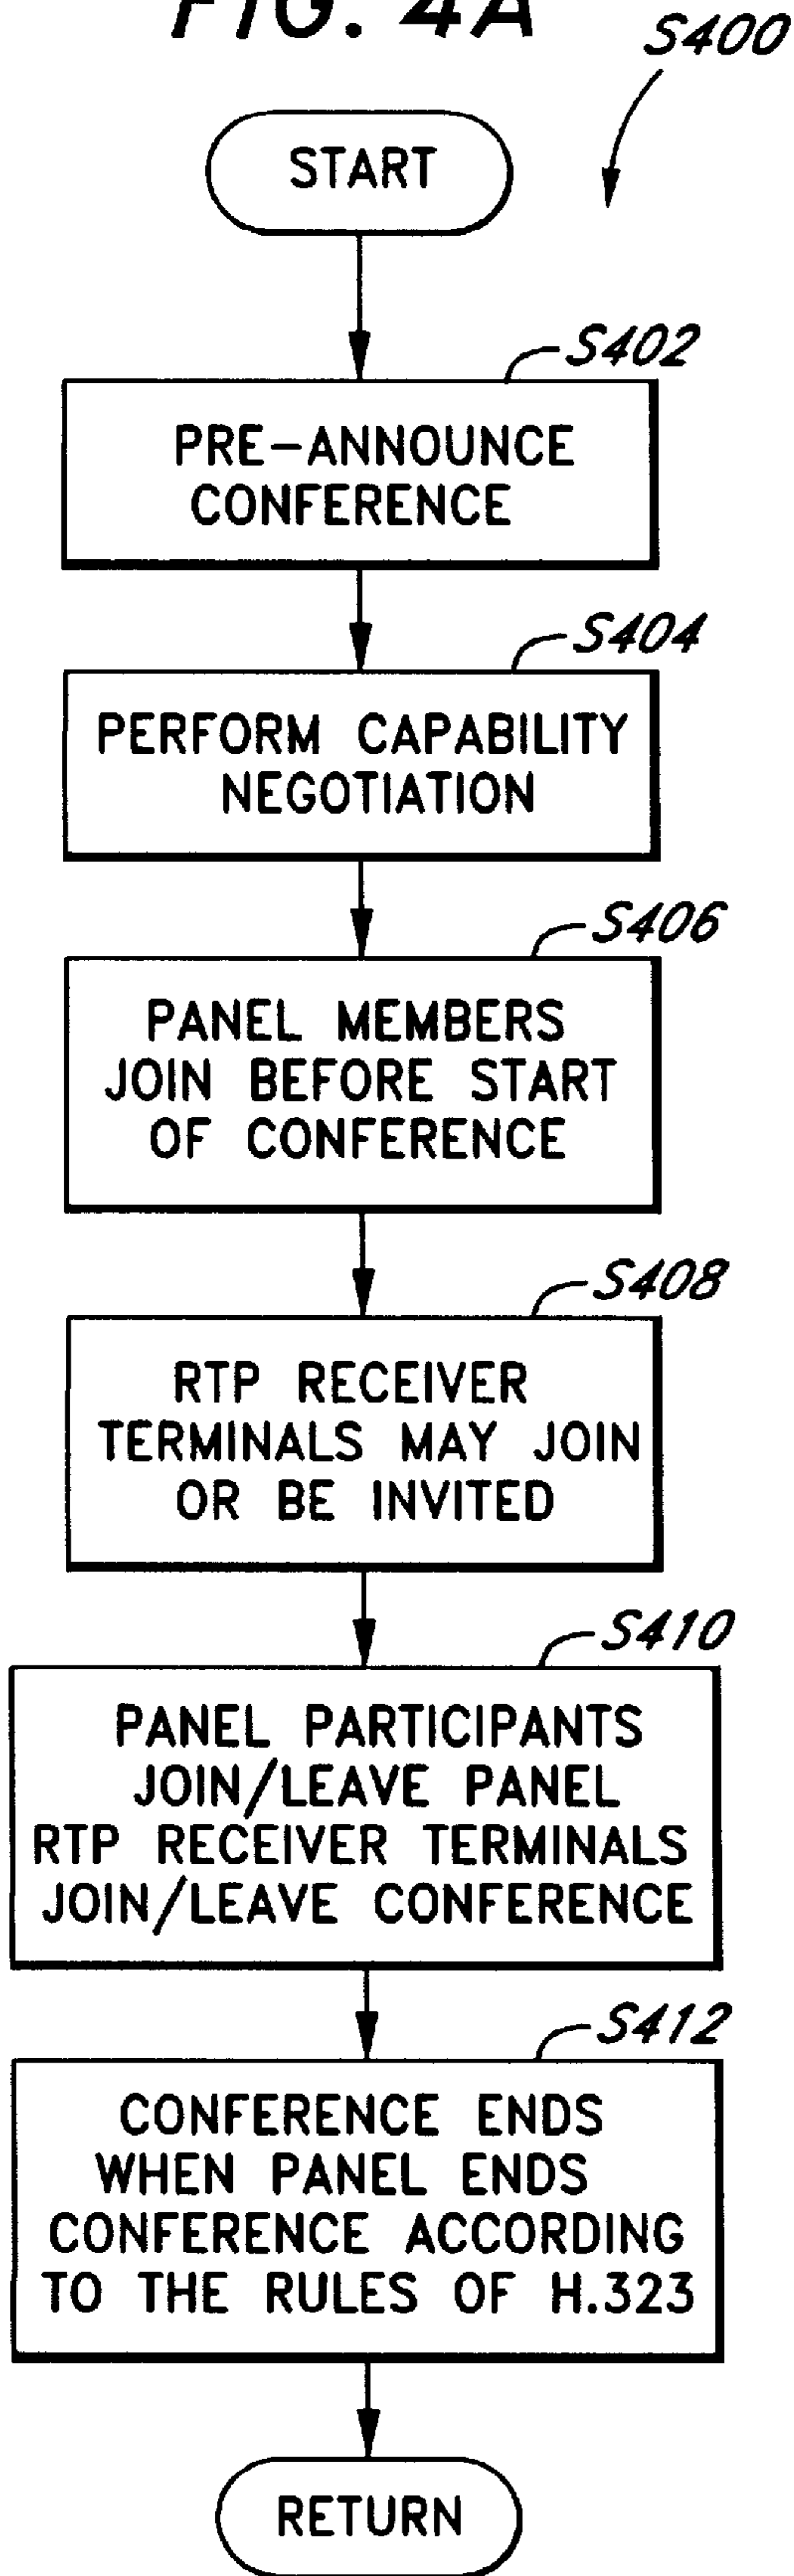 FIG. 4A
S400
START
S402
PRE-ANNOUNCE
CONFERENCE
S404
PERFORM CAPABILITY
NEGOTIATION
S406
PANEL MEMBERS
JOIN BEFORE START
OF CONFERENCE
S408
RTP RECEIVER
TERMINALS MAY JOIN
OR BE INVITED
S410
PANEL PARTICIPANTS
JOIN/LEAVE PANEL
RTP RECEIVER TERMINALS
JOIN/LEAVE CONFERENCE
S412
CONFERENCE ENDS
WHEN PANEL ENDS
CONFERENCE ACCORDING
TO THE RULES OF H.323
RETURN